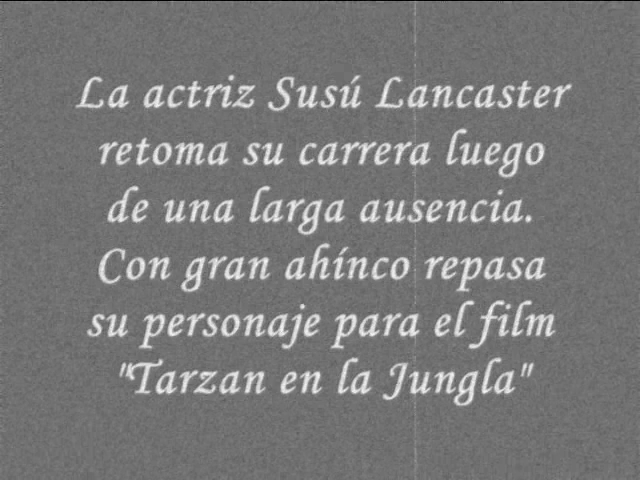 La actriz Susú Lancaster
retoma su carrera luego
de una larga ausencia.
Con gran ahínco repasa
su personaje para el film
"Tarzan en la Jungla"